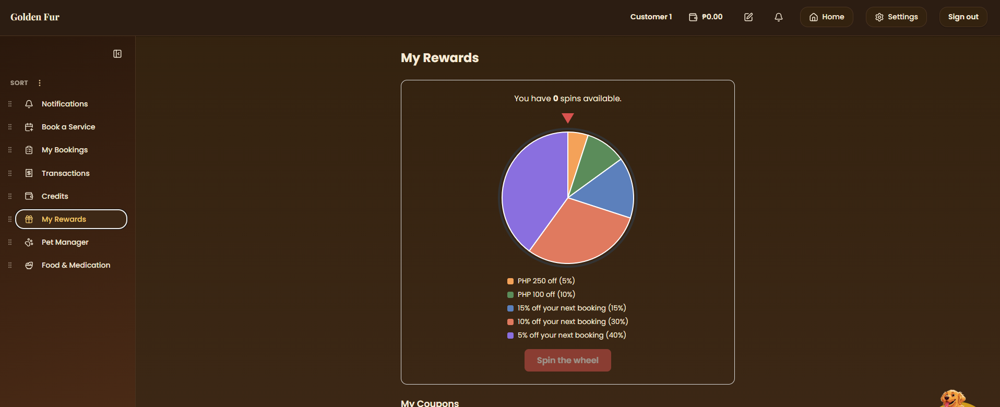 Golden Fur
Customer 1
₱0.00
Home
Settings
Sign out
SORT
Notifications
Book a Service
My Bookings
Transactions
Credits
My Rewards
Pet Manager
Food & Medication
My Rewards
You have 0 spins available.
PHP 250 off (5%)
PHP 100 off (10%)
15% off your next booking (15%)
10% off your next booking (30%)
5% off your next booking (40%)
Spin the wheel
My Coupons